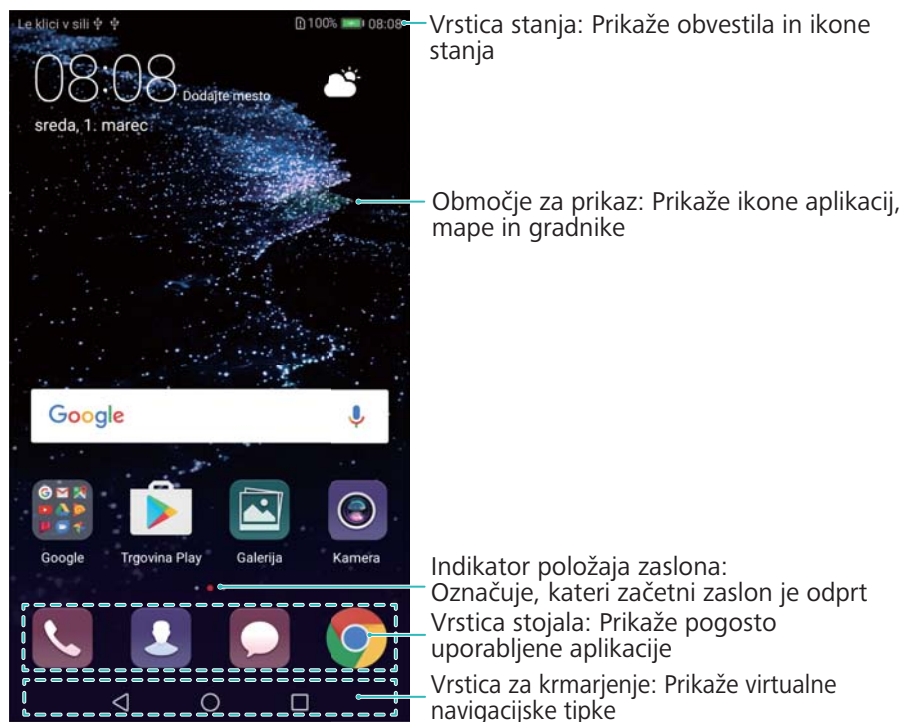 Le klici v sili
100%
08:08
Vrstica stanja: Prikaže obvestila in ikone
stanja
08:08
Dodajte mesto
sreda, 1. marec
Območje za prikaz: Prikaže ikone aplikacij,
mape in gradnike
Google
Google
Trgovina Play
Galerija
Kamera
Indikator položaja zaslona:
Označuje, kateri začetni zaslon je odprt
Vrstica stojala: Prikaže pogosto
uporabljene aplikacije
Vrstica za krmarjenje: Prikaže virtualne
navigacijske tipke